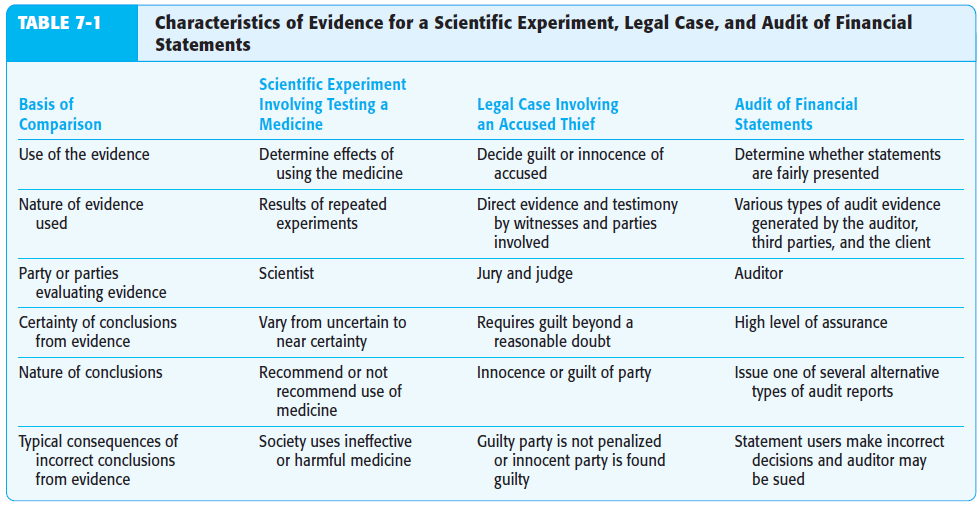 TABLE 7-1
Characteristics of Evidence for a Scientific Experiment, Legal Case, and Audit of Financial
Statements
Basis of
Comparison
Scientific Experiment
Involving Testing a
Medicine
Legal Case Involving
an Accused Thief
Audit of Financial
Statements
Use of the evidence
Determine effects of
using the medicine
Decide guilt or innocence of
accused
Determine whether statements
are fairly presented
Nature of evidence
used
Results of repeated
experiments
Direct evidence and testimony
by witnesses and parties
involved
Various types of audit evidence
generated by the auditor,
third parties, and the client
Party or parties
evaluating evidence
Scientist
Jury and judge
Auditor
Certainty of conclusions
from evidence
Vary from uncertain to
near certainty
Requires guilt beyond a
reasonable doubt
High level of assurance
Nature of conclusions
Recommend or not
recommend use of
medicine
Innocence or guilt of party
Issue one of several alternative
types of audit reports
Typical consequences of
incorrect conclusions
from evidence
Society uses ineffective
or harmful medicine
Guilty party is not penalized
or innocent party is found
guilty
Statement users make incorrect
decisions and auditor may
be sued